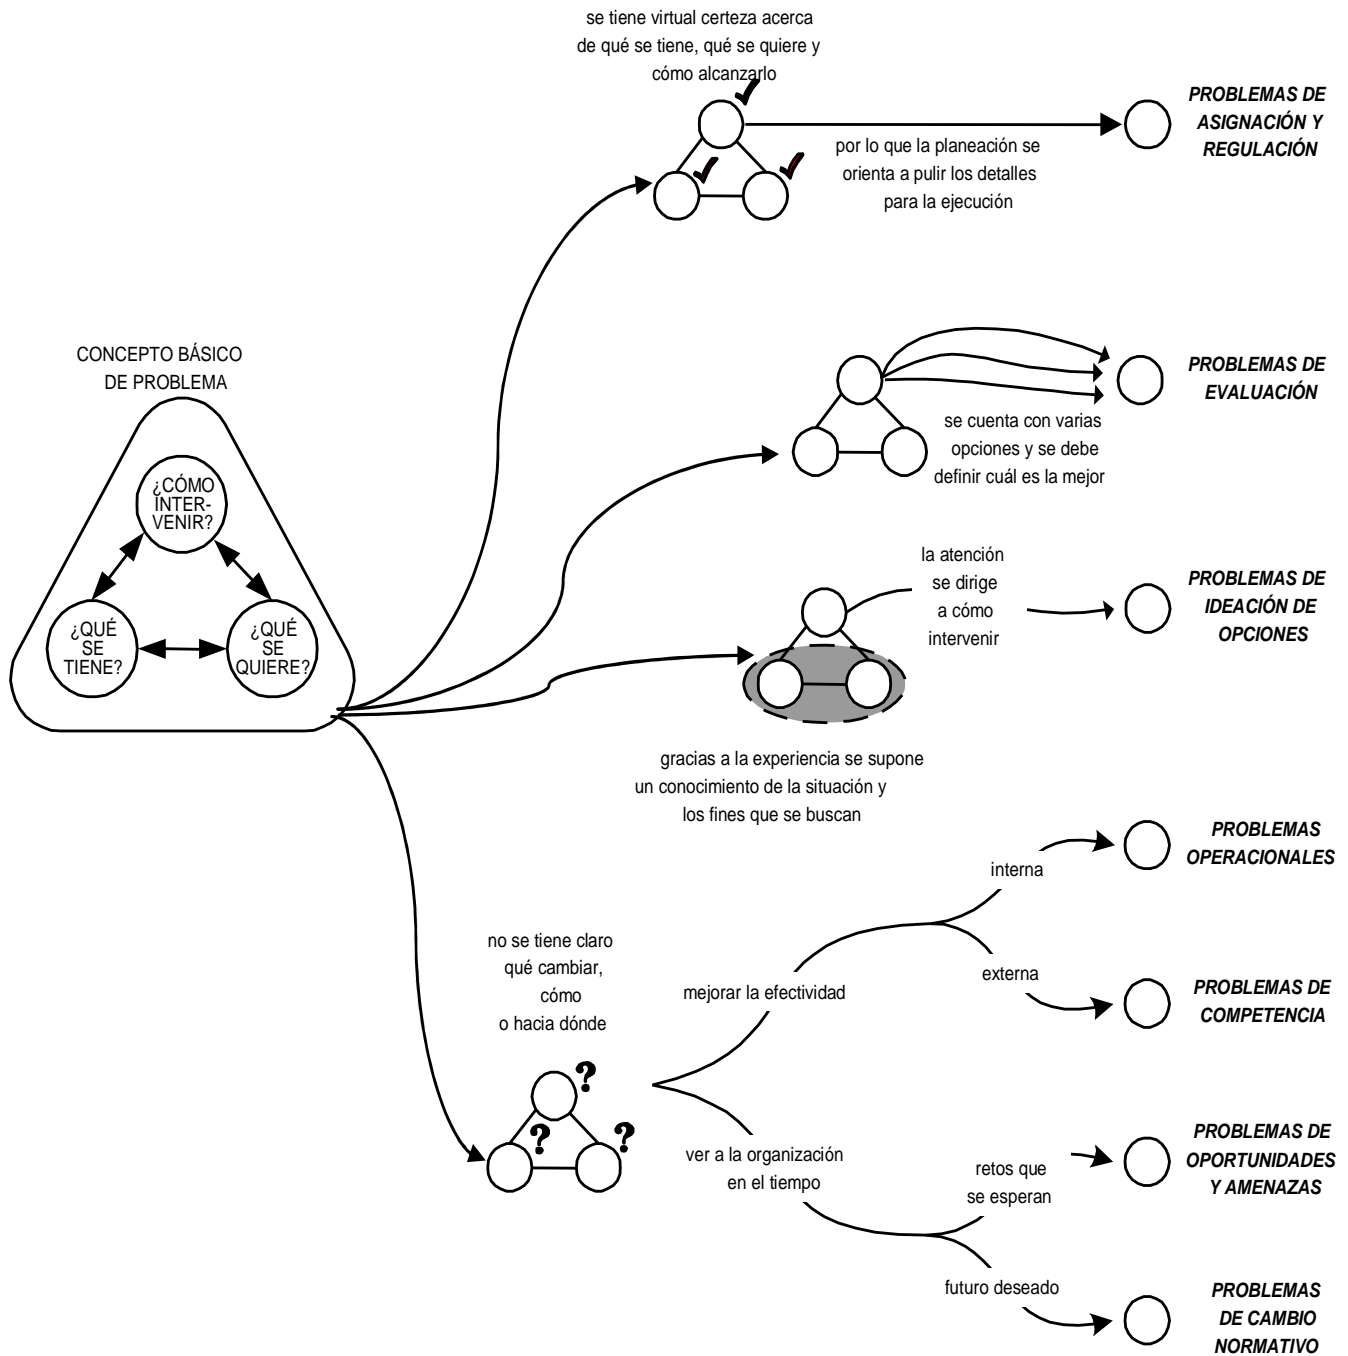 se tiene virtual certeza acerca
de qué se tiene, qué se quiere y
cómo alcanzarlo
PROBLEMAS DE
ASIGNACIÓN Y
REGULACIÓN
por lo que la planeación se
orienta a pulir los detalles
para la ejecución
CONCEPTO BÁSICO
DE PROBLEMA
¿CÓMO
INTER-
VENIR?
¿QUÉ
SE
TIENE?
¿QUÉ
SE
QUIERE?
PROBLEMAS DE
EVALUACIÓN
se cuenta con varias
opciones y se debe
definir cuál es la mejor
la atención
se dirige
a cómo
intervenir
PROBLEMAS DE
IDEACIÓN DE
OPCIONES
gracias a la experiencia se supone
un conocimiento de la situación y
los fines que se buscan
no se tiene claro
qué cambiar,
cómo
o hacia dónde
?
?
?
mejorar la efectividad
interna
PROBLEMAS
OPERACIONALES
externa
PROBLEMAS DE
COMPETENCIA
ver a la organización
en el tiempo
retos que
se esperan
PROBLEMAS DE
OPORTUNIDADES
Y AMENAZAS
futuro deseado
PROBLEMAS
DE CAMBIO
NORMATIVO